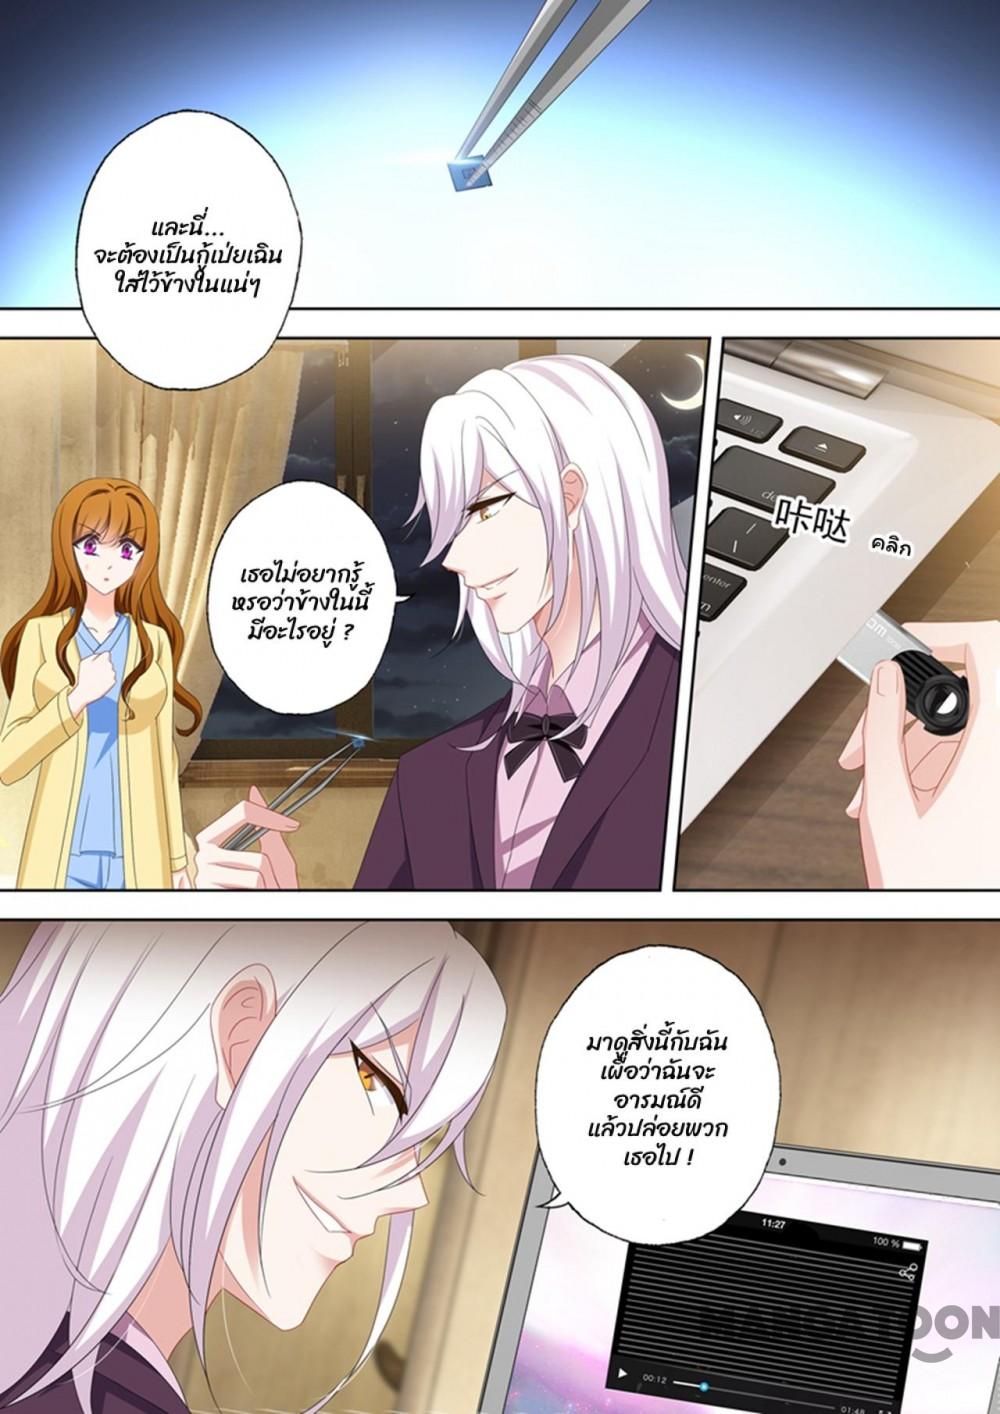 และนี่...
จะต้องเป็นกู้เป่ยเฉิน
ใส่ไว้ข้างในแน่ๆ
เธอไม่อยากรู้
หรอว่าข้างในนี้
มีอะไรอยู่ ?
咔哒
คลิก
enter
มาดูสิ่งนี้กับฉัน
เผื่อว่าฉันจะ
อารมณ์ดี
แล้วปล่อยพวก
เธอไป !
11:27
100 %
MANGATOON
00:12
01:48